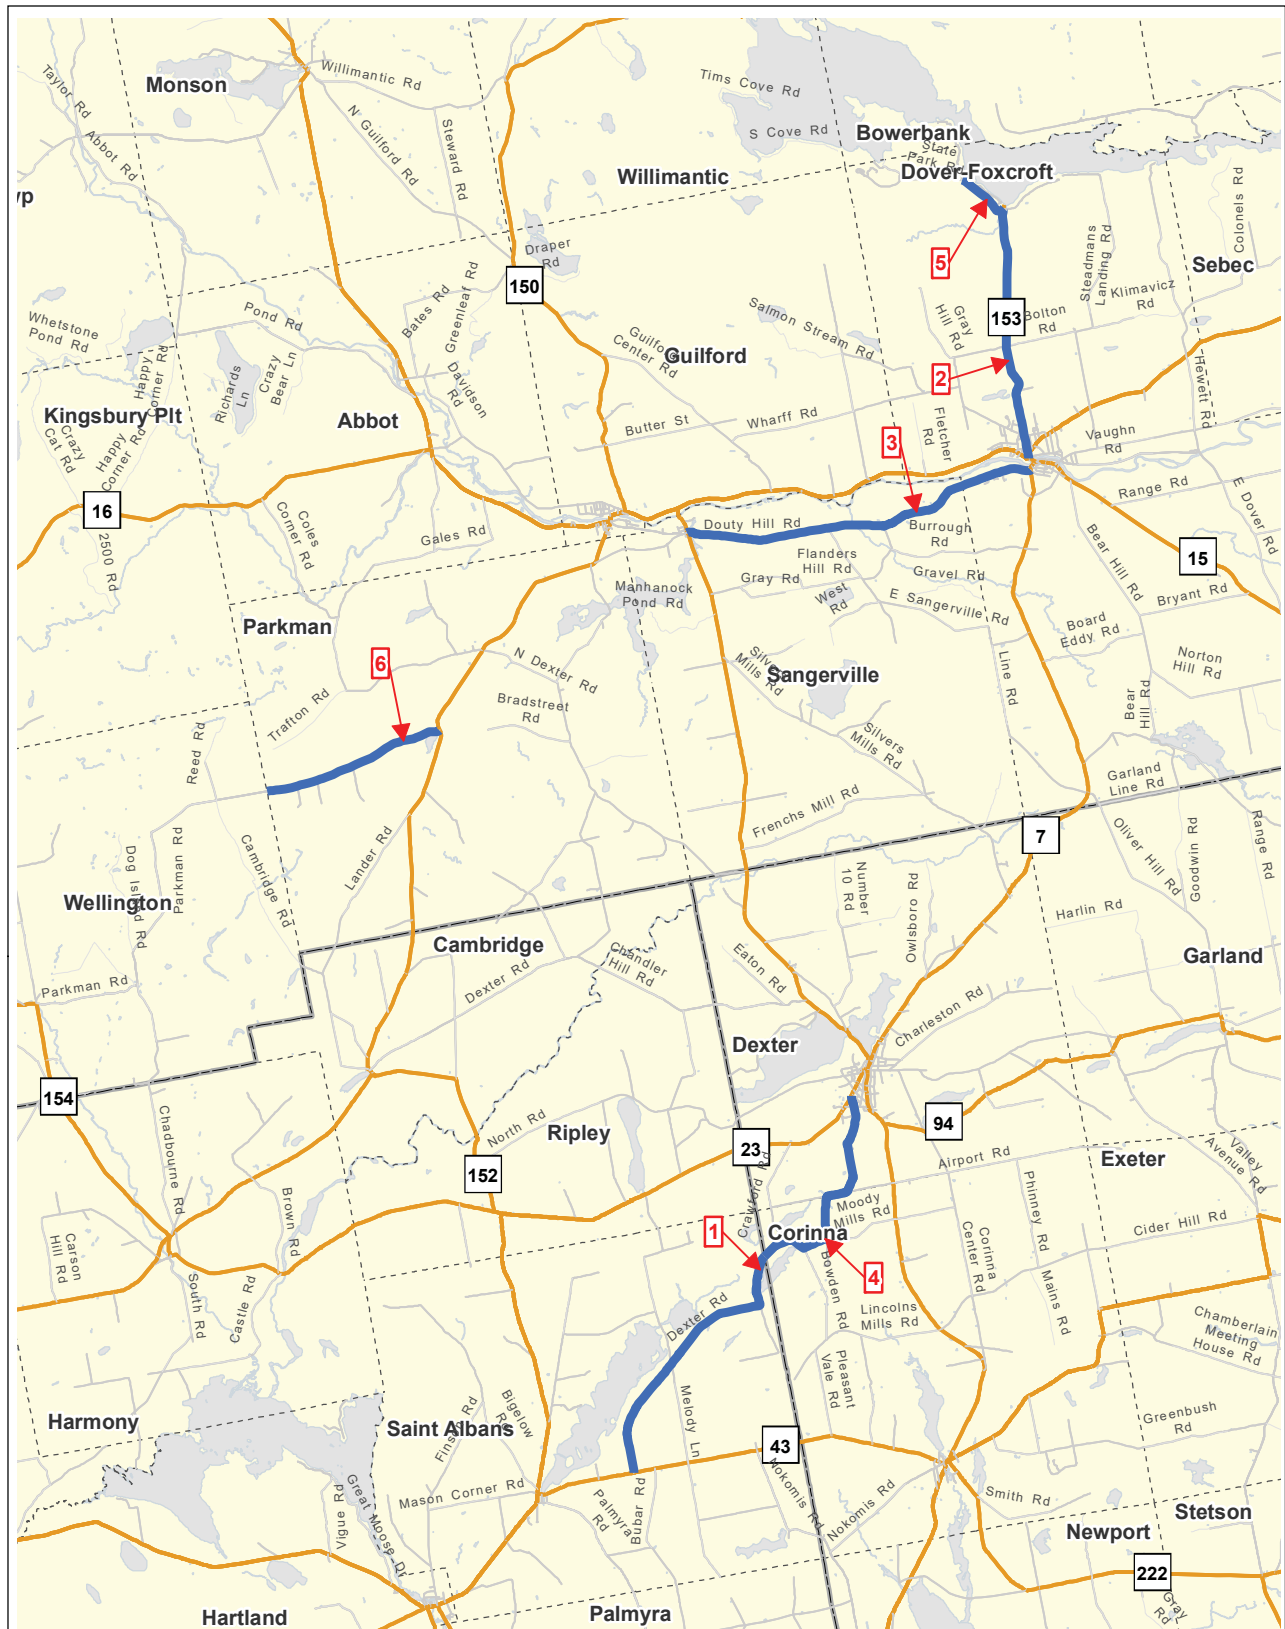 Monson
Willimantic Rd
Taylor Rd
Abbot Rd
N Guilford Rd
Steward Rd
Tims Cove Rd
S Cove Rd
Bowerbank
State
Park Rd
Dover-Foxcroft
Willimantic
yp
5
Colonels Rd
Sebec
Steadmans
Landing Rd
Klimavicz
Rd
Draper
Rd
150
Bates Rd
Greenleaf Rd
Pond Rd
Whetstone
Pond Rd
Happy
Corner Rd
Richards
Ln
Crazy
Bear Ln
Davidson
Rd
Guilford
Center Rd
Guilford
Salmon Stream Rd
Gray
Hill Rd
153
Bolton
Rd
2
Hewett Rd
Kingsbury Plt
Crazy
Cat Rd
Happy
Corner Rd
Abbot
Butter St
Wharff Rd
3
Fletcher
Rd
Vaughn
Rd
Range Rd
E Dover Rd
16
2500 Rd
Coles
Corner Rd
Gales Rd
Douty Hill Rd
Burrough
Rd
Flanders
Hill Rd
Gray Rd
West
Rd
Gravel Rd
E Sangerville Rd
Bear Hill Rd
15
Bryant Rd
Manhanock
Pond Rd
Parkman
6
N Dexter Rd
Silvers
Mills Rd
Sangerville
Line Rd
Board
Eddy Rd
Norton
Hill Rd
Bear
Hill Rd
Trafton Rd
Bradstreet
Rd
Reed Rd
Silvers
Mills Rd
Garland
Line Rd
Frenchs Mill Rd
7
Oliver Hill Rd
Goodwin Rd
Range Rd
Lander Rd
Cambridge Rd
Parkman Rd
Dog Island Rd
Wellington
Number
10 Rd
Owlsboro Rd
Harlin Rd
Garland
Cambridge
Dexter Rd
Chandler
Hill Rd
Eaton Rd
Parkman Rd
Charleston Rd
Dexter
154
Chadbourne Rd
North Rd
Ripley
23
94
152
Crawford Rd
Airport Rd
Exeter
Valley
Avenue Rd
Phinney Rd
Cider Hill Rd
Moody
Mills Rd
Corinna
1
4
Brown Rd
Carson
Hill Rd
South Rd
Castle Rd
Bowden Rd
Corinna
Center Rd
Mains Rd
Dexter Rd
Lincolns
Mills Rd
Chamberlain
Meeting
House Rd
Pleasant
Vale Rd
Melody Ln
Harmony
Saint Albans
Finson Rd
Bigelow
Rd
43
Greenbush
Rd
Mason Corner Rd
Great Moose Dr
Vigue Rd
Palmyra
Rd
Bubar Rd
Nokomis Rd
Nokomis Rd
Smith Rd
Stetson
Newport
222
Gray
Rd
Hartland
Palmyra